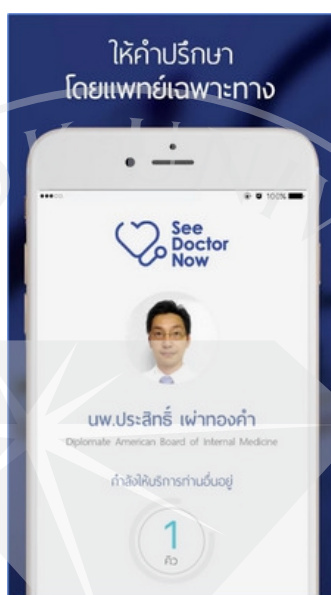 ให้คำปรึกษา
โดยแพทย์เฉพาะทาง
100%
See
Doctor
Now
นพ.ประสิทธิ์ เผ่าทองคำ
Diplomate American Board of Internal Medicine
กำลังให้บริการท่านอื่นอยู่
1
คิว